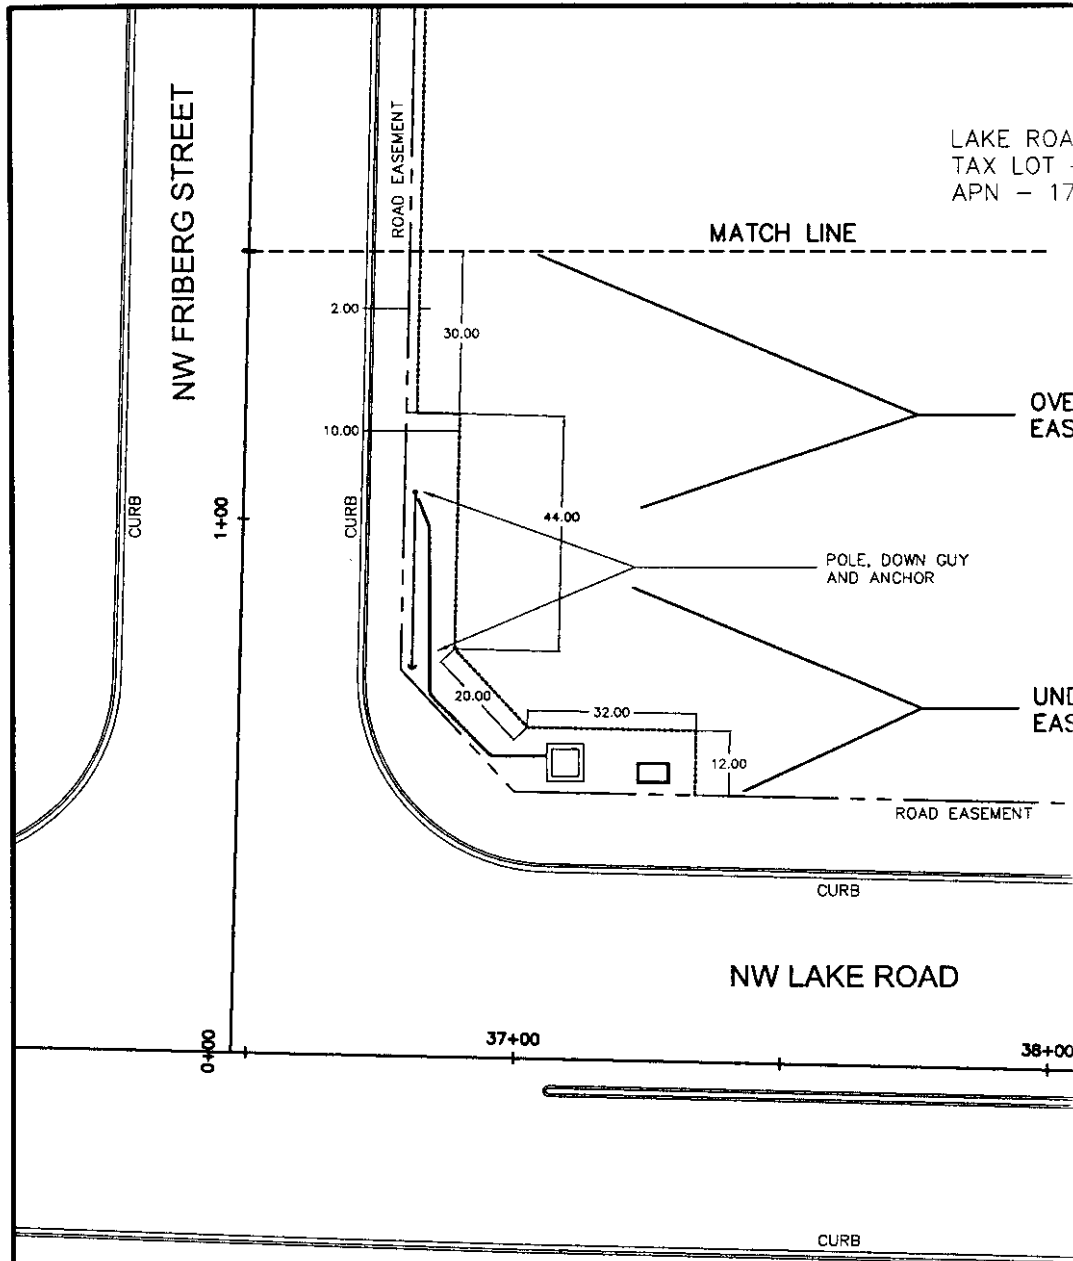 NW FRIBERG STREET
ROAD EASEMENT
LAKE ROA
TAX LOT -
APN - 17
MATCH LINE
2.00
30.00
10.00
OVE
EAS
CURB
1+00
CURB
44.00
POLE, DOWN GUY
AND ANCHOR
20.00
32.00
UND
EAS
12.00
ROAD EASEMENT
CURB
NW LAKE ROAD
0+00
37+00
38+00
CURB